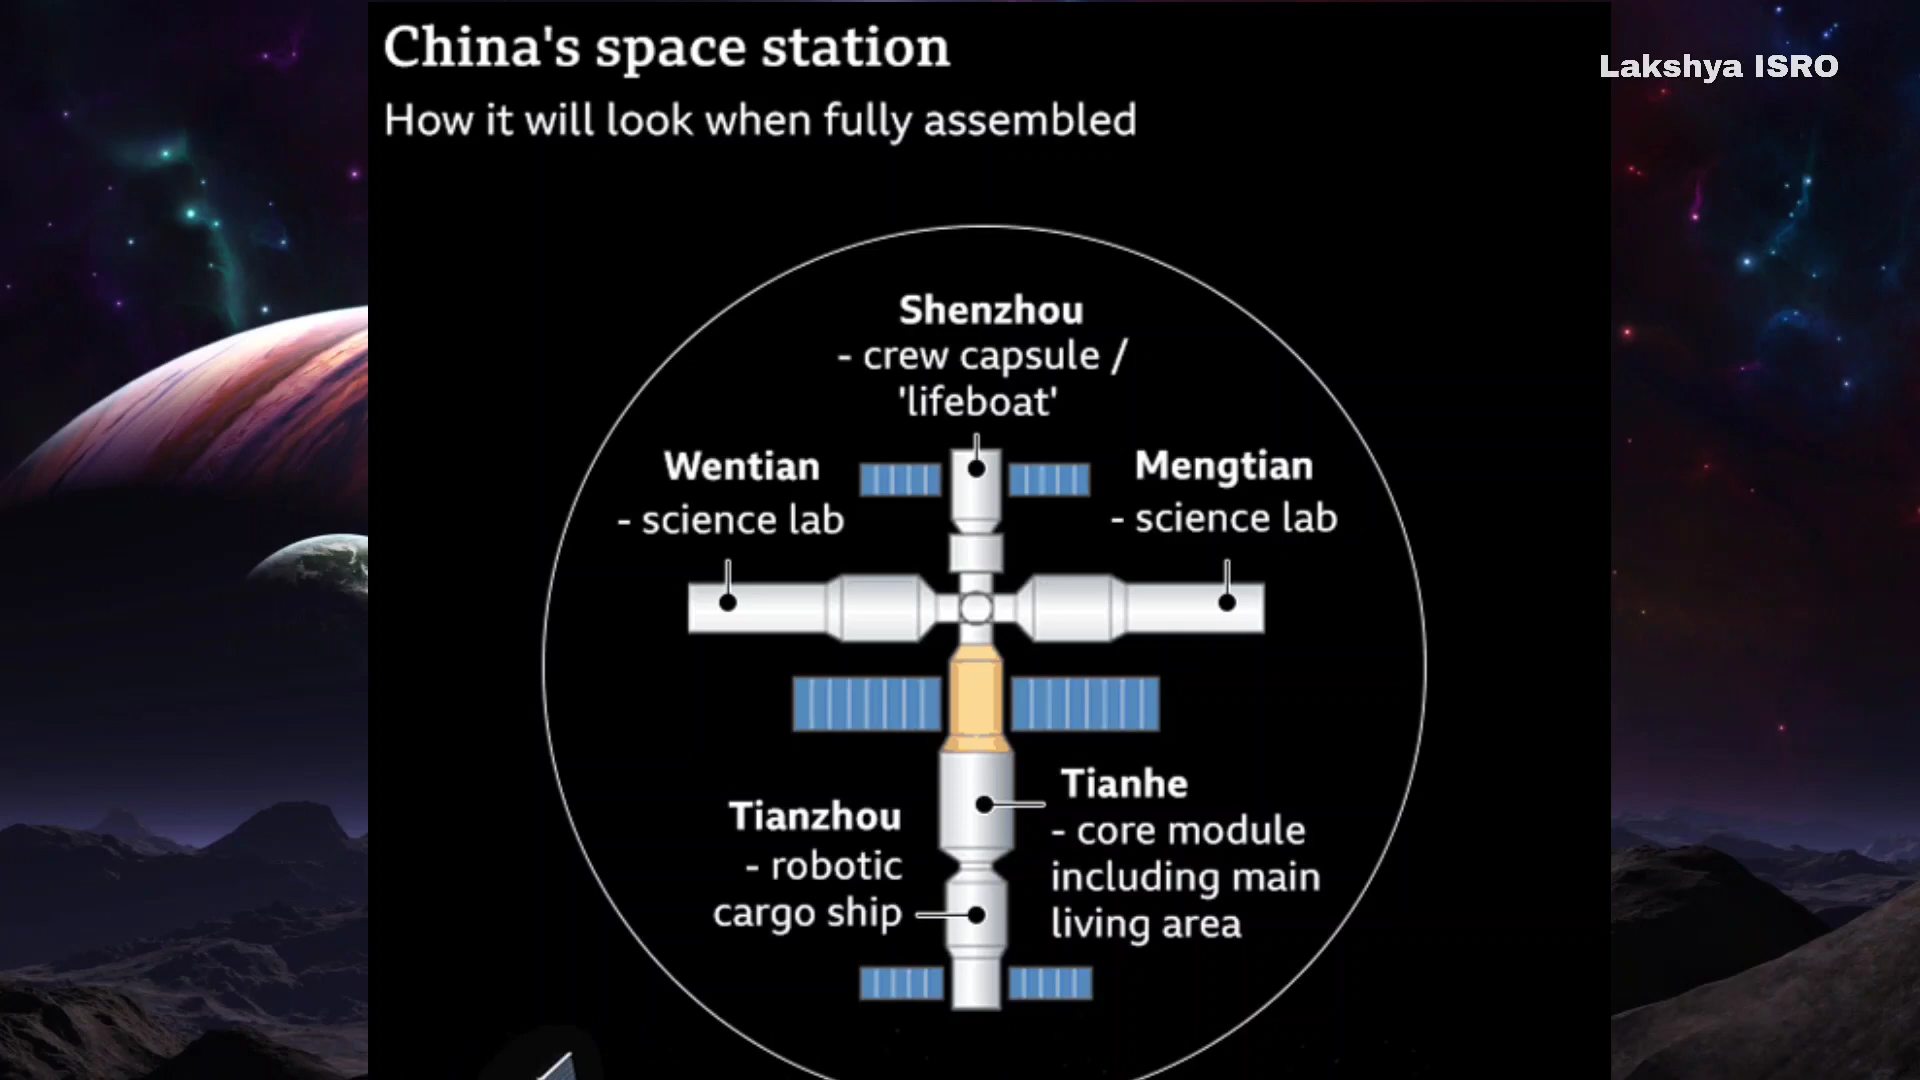 China's space station
Lakshya ISRO
How it will look when fully assembled
Shenzhou
- crew capsule /
'lifeboat'
Wentian
- science lab
Mengtian
- science lab
Tianzhou
- robotic
cargo ship
Tianhe
- core module
including main
living area